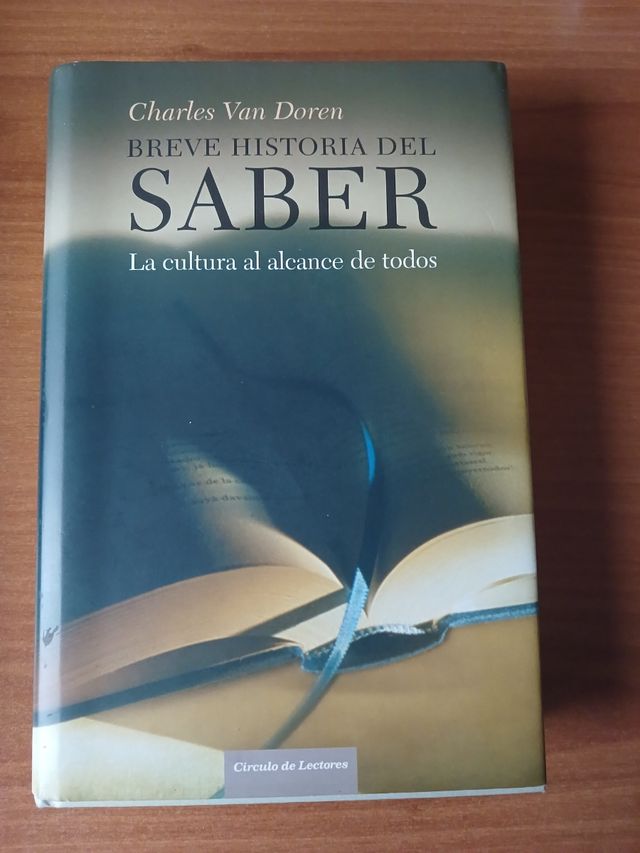 Charles Van Doren
BREVE HISTORIA DEL
SABER
La cultura al alcance de todos
Círculo de Lectores